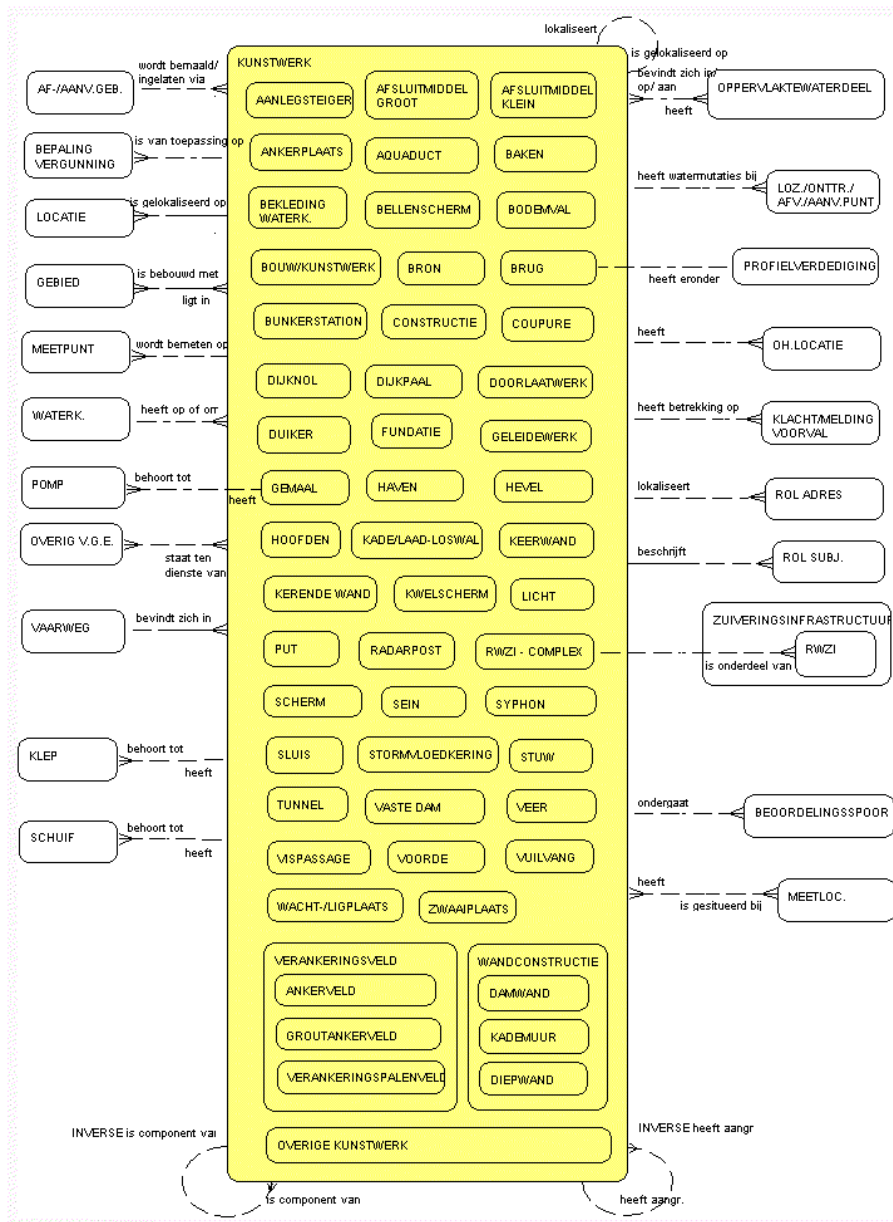 lokaliseert
KUNSTWERK
is gelokaliseerd op
wordt bemaald/
ingelaten via
AF-/AANV.GEB.
bevindt zich in/
op/ aan
heeft
OPPERVLAKTEWATERDEEL
AANLEGSTEIGER
AFSLUITMIDDEL
GROOT
AFSLUITMIDDEL
KLEIN
BEPALING
VERGUNNING
is van toepassing op
ANKERPLAATS
AQUADUCT
BAKEN
LOCATIE
is gelokaliseerd op
BEKLEDING
WATERK.
BELLENSCHERM
BODEMVAL
heeft watermutaties bij
LOZ./ONTTR./
AFV./AANV.PUNT
GEBIED
is bebouwd met
ligt in
BOUW/KUNSTWERK
BRON
BRUG
heeft eronder
PROFIELVERDEDIGING
MEETPUNT
wordt bemeten op
BUNKERSTATION
CONSTRUCTIE
COUPURE
heeft
OH.LOCATIE
DIJKNOL
DIJKPAAL
DOORLAATWERK
WATERK.
heeft op of orr
DUIKER
FUNDATIE
GELEIDEWERK
heeft betrekking op
KLACHT/MELDING
VOORVAL
POMP
behoort tot
heeft
GEMAAL
HAVEN
HEVEL
lokaliseert
ROL ADRES
OVERIG V.G.E.
staat ten
dienste van
HOOFDEN
KADE/LAAD-LOSWAL
KEERWAND
beschrijft
ROL SUBJ.
KERENDE WAND
KWELSCHERM
LICHT
VAARWEG
bevindt zich in
PUT
RADARPOST
RWZI - COMPLEX
ZUIVERINGSINFRASTRUCTUUR
RWZI
is onderdeel van
SCHERM
SEIN
SYPHON
KLEP
behoort tot
heeft
SLUIS
STORMVLOEDKERING
STUW
TUNNEL
VASTE DAM
VEER
ondergaat
BEOORDELINGSSPOOR
SCHUIF
behoort tot
heeft
VISPASSAGE
VOORDE
VUILVANG
WACHT-/LIGPLAATS
ZWAAIPLAATS
heeft
is gesitueerd bij
MEETLOC.
VERANKERINGSVELD
ANKERVELD
GROUTANKERVELD
VERANKERINGSPALENVELD
WANDCONSTRUCTIE
DAMWAND
KADEMUUR
DIEPWAND
INVERSE is component va
OVERIGE KUNSTWERK
INVERSE heeft aangr
is component van
heeft aangr.